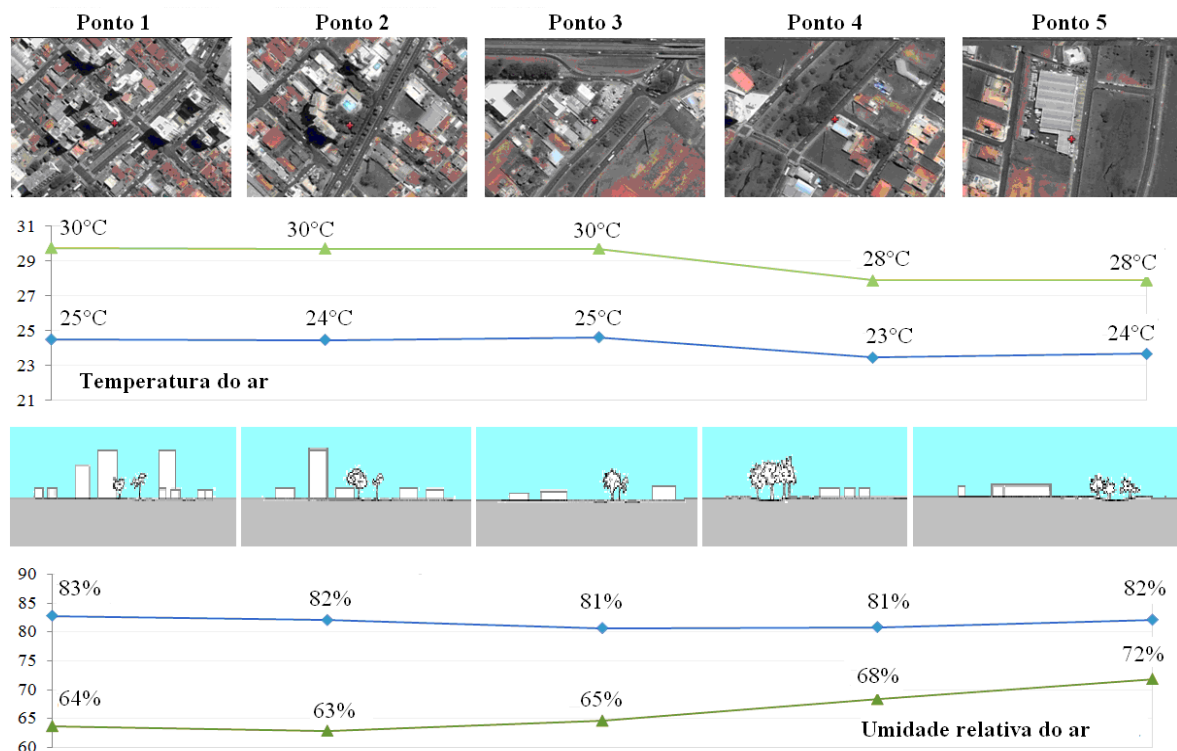 Ponto 1 Ponto 2 Ponto 3 Ponto 4 Ponto 5
31
30°C 30°C 30°C
29
28°C 28°C
27
25
25°C 24°C 25°C 23°C 24°C
23
Temperatura do ar
21
90
83% 82% 81% 81% 82%
85
80
75
72%
70
68%
64% 63% 65%
65
Umidade relativa do ar
60